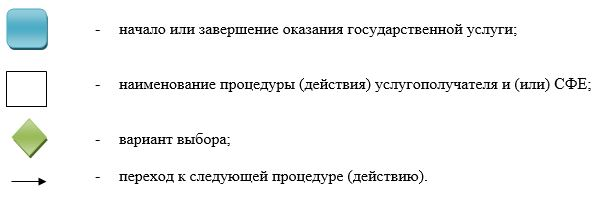 - начало или завершение оказания государственной услуги;
- наименование процедуры (действия) услугополучателя и (или) СФЕ;
- вариант выбора;
- переход к следующей процедуре (действию).